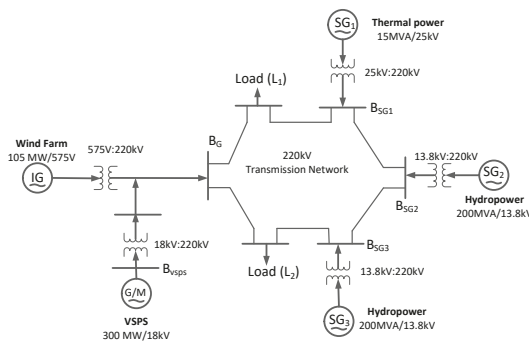 SG1
Thermal power
15MVA/25kV
25kV:220kV
Load (L1)
BSG1
BG
575V:220kV
Wind Farm
105 MW/575V
IG
220kV
Transmission Network
13.8kV:220kV
SG2
Hydropower
200MVA/13.8kV
BSG2
18kV:220kV
Bvsps
G/M
VSPS
300 MW/18kV
Load (L2)
BSG3
13.8kV:220kV
SG3
Hydropower
200MVA/13.8kV